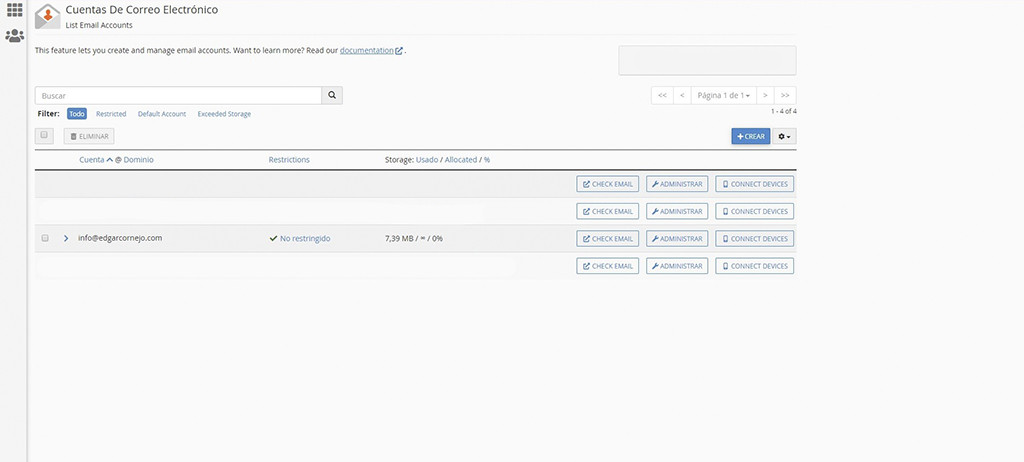 Cuentas De Correo Electrónico
List Email Accounts
This feature lets you create and manage email accounts. Want to learn more? Read our documentation.
Buscar
<< < Página 1 de 1 > >>
Filter: Todo Restricted Default Account Exceeded Storage
1 - 4 of 4
ELIMINAR
+ CREAR
Cuenta @ Dominio Restrictions Storage: Usado / Allocated / %
CHECK EMAIL ADMINISTRAR CONNECT DEVICES
CHECK EMAIL ADMINISTRAR CONNECT DEVICES
info@edgarcornejo.com No restringido 7,39 MB / ∞ / 0% CHECK EMAIL ADMINISTRAR CONNECT DEVICES
CHECK EMAIL ADMINISTRAR CONNECT DEVICES